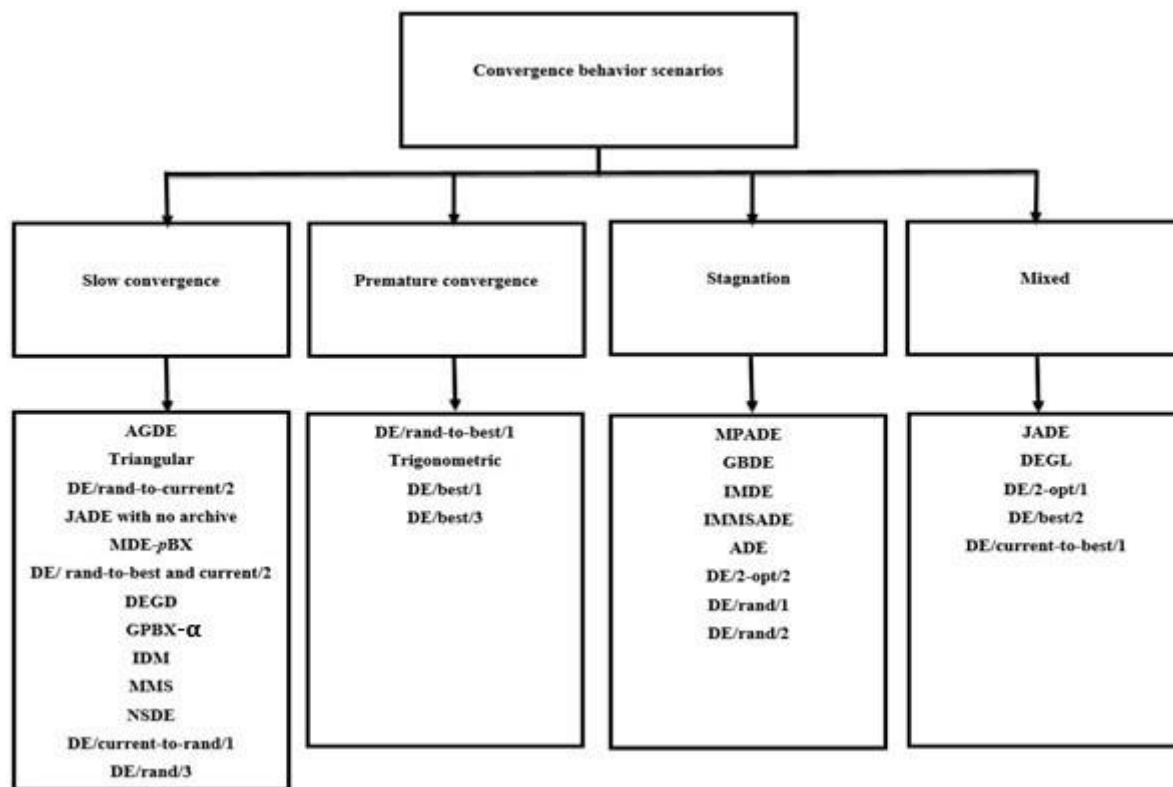 Convergence behavior scenarios
Slow convergence
Premature convergence
Stagnation
Mixed
AGDE
Triangular
DE/rand-to-current/2
JADE with no archive
MDE-pBX
DE/ rand-to-best and current/2
DEGD
GPBX-α
IDM
MMS
NSDE
DE/current-to-rand/1
DE/rand/3
DE/rand-to-best/1
Trigonometric
DE/best/1
DE/best/3
MPADE
GBDE
IMDE
IMMSADE
ADE
DE/2-opt/2
DE/rand/1
DE/rand/2
JADE
DEGL
DE/2-opt/1
DE/best/2
DE/current-to-best/1